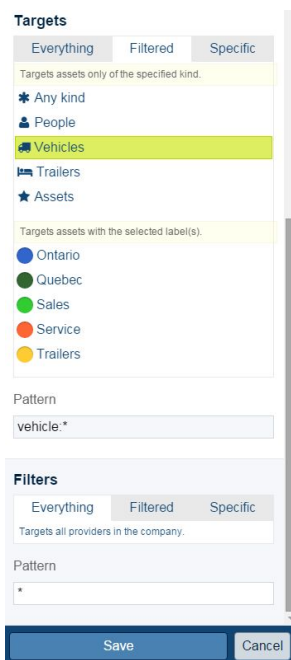 Targets
Everything Filtered Specific
Targets assets only of the specified kind.
Any kind
People
Vehicles
Trailers
Assets
Targets assets with the selected label(s).
Ontario
Quebec
Sales
Service
Trailers
Pattern
vehicle:*
Filters
Everything Filtered Specific
Targets all providers in the company.
Pattern
*
Save Cancel